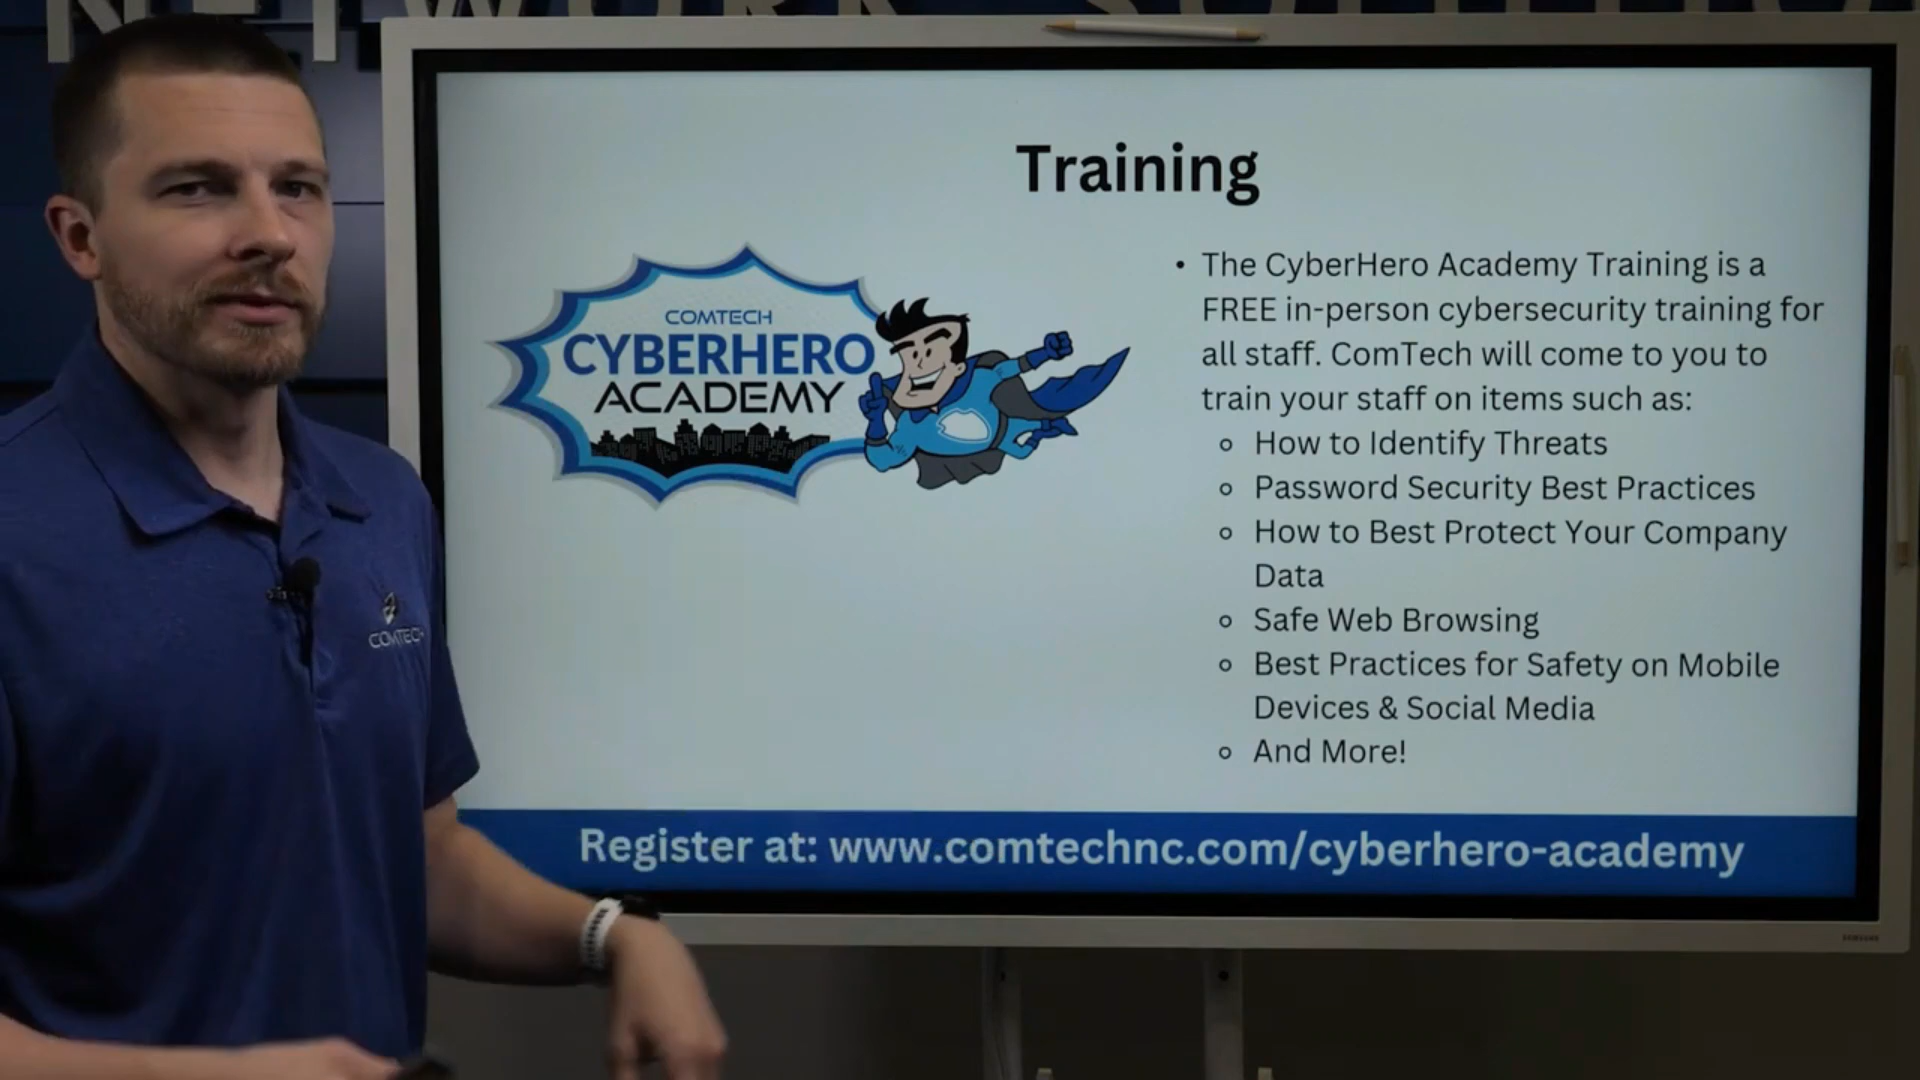 NETWORK
Training
COMTECH
CYBERHERO
ACADEMY
• The CyberHero Academy Training is a
FREE in-person cybersecurity training for
all staff. ComTech will come to you to
train your staff on items such as:
○ How to Identify Threats
○ Password Security Best Practices
○ How to Best Protect Your Company
Data
○ Safe Web Browsing
○ Best Practices for Safety on Mobile
Devices & Social Media
○ And More!
COMTECH
Register at: www.comtechnc.com/cyberhero-academy
SAMSUNG